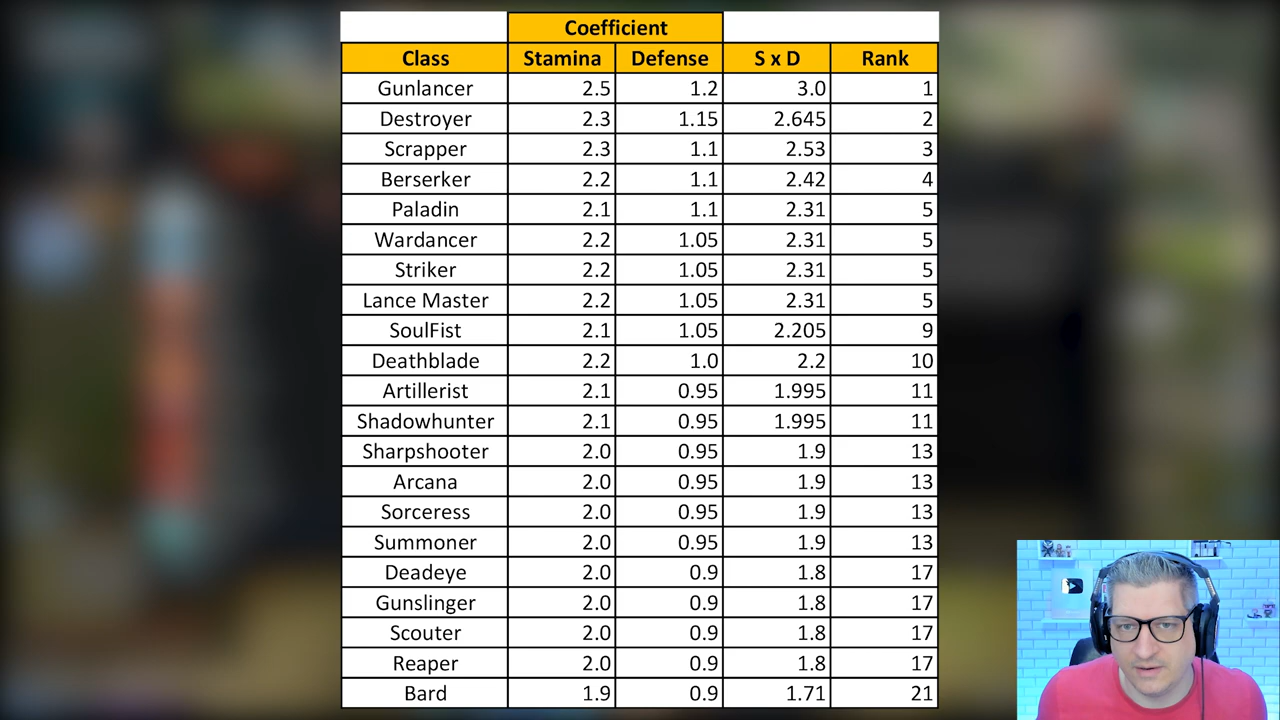 Coefficient
Class Stamina Defense S x D Rank
Gunlancer 2.5 1.2 3.0 1
Destroyer 2.3 1.15 2.645 2
Scrapper 2.3 1.1 2.53 3
Berserker 2.2 1.1 2.42 4
Paladin 2.1 1.1 2.31 5
Wardancer 2.2 1.05 2.31 5
Striker 2.2 1.05 2.31 5
Lance Master 2.2 1.05 2.31 5
SoulFist 2.1 1.05 2.205 9
Deathblade 2.2 1.0 2.2 10
Artillerist 2.1 0.95 1.995 11
Shadowhunter 2.1 0.95 1.995 11
Sharpshooter 2.0 0.95 1.9 13
Arcana 2.0 0.95 1.9 13
Sorceress 2.0 0.95 1.9 13
Summoner 2.0 0.95 1.9 13
Deadeye 2.0 0.9 1.8 17
Gunslinger 2.0 0.9 1.8 17
Scouter 2.0 0.9 1.8 17
Reaper 2.0 0.9 1.8 17
Bard 1.9 0.9 1.71 21